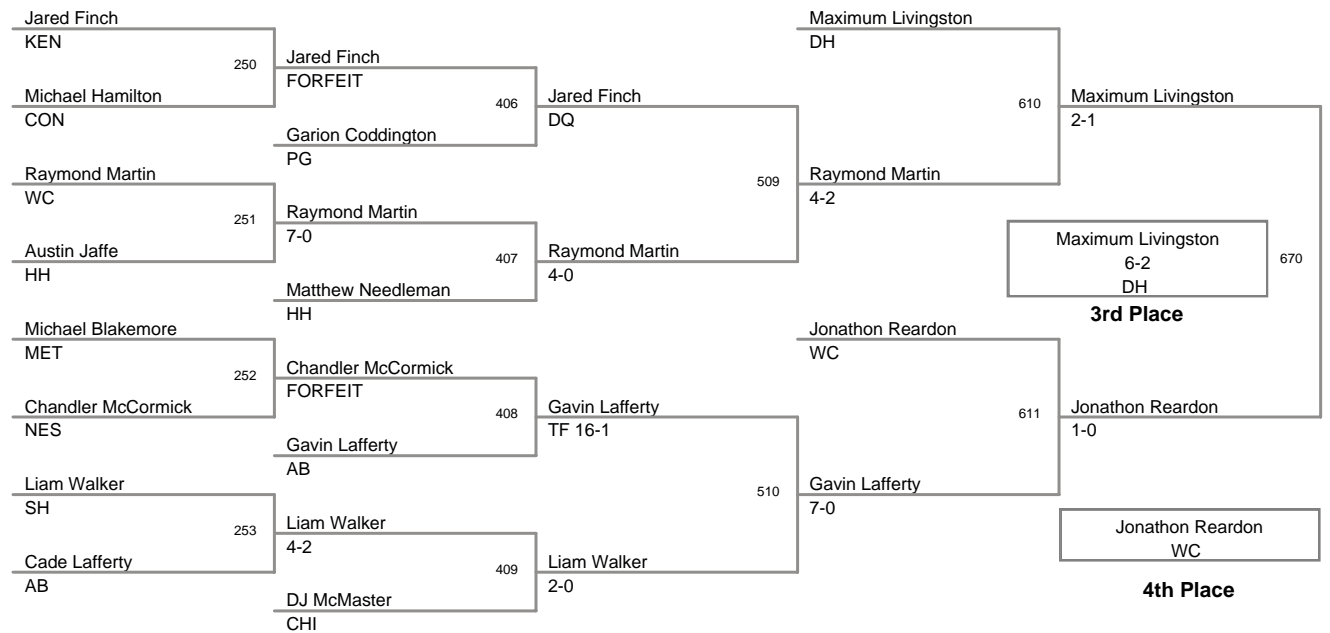 Jared Finch
KEN
250
Michael Hamilton
CON
Raymond Martin
WC
251
Austin Jaffe
HH
Michael Blakemore
MET
252
Chandler McCormick
NES
Liam Walker
SH
253
Cade Lafferty
AB
Jared Finch
FORFEIT
406
Garion Coddington
PG
Raymond Martin
7-0
407
Matthew Needleman
HH
Chandler McCormick
FORFEIT
408
Gavin Lafferty
AB
Liam Walker
4-2
409
DJ McMaster
CHI
Jared Finch
DQ
509
Raymond Martin
4-0
Gavin Lafferty
TF 16-1
510
Liam Walker
2-0
Maximum Livingston
DH
610
Raymond Martin
4-2
Jonathon Reardon
WC
611
Gavin Lafferty
7-0
Maximum Livingston
2-1
670
Jonathon Reardon
1-0
Maximum Livingston
6-2
DH
3rd Place
Jonathon Reardon
WC
4th Place